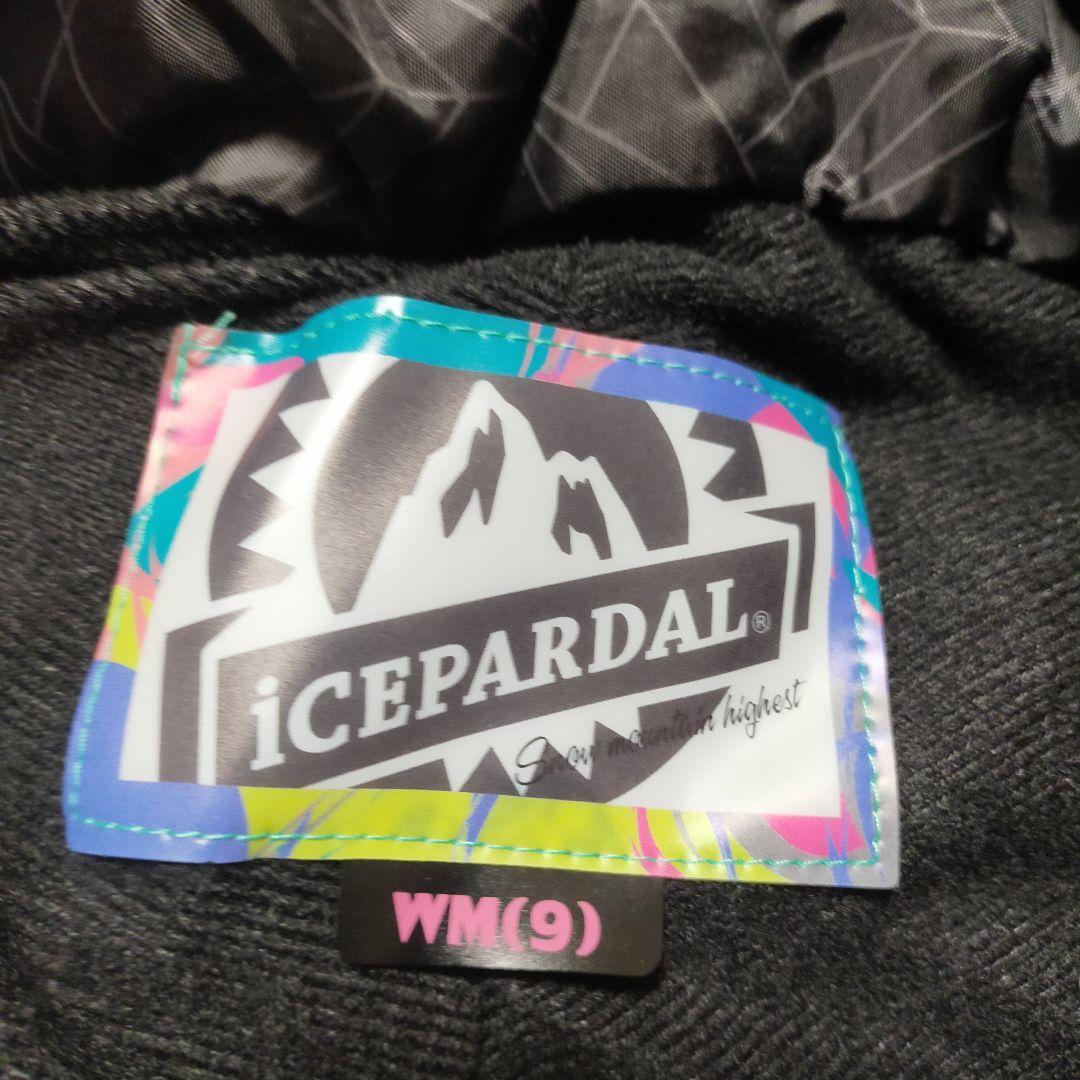 iCEPARDAL®
Snow mountain highest
WM(9)